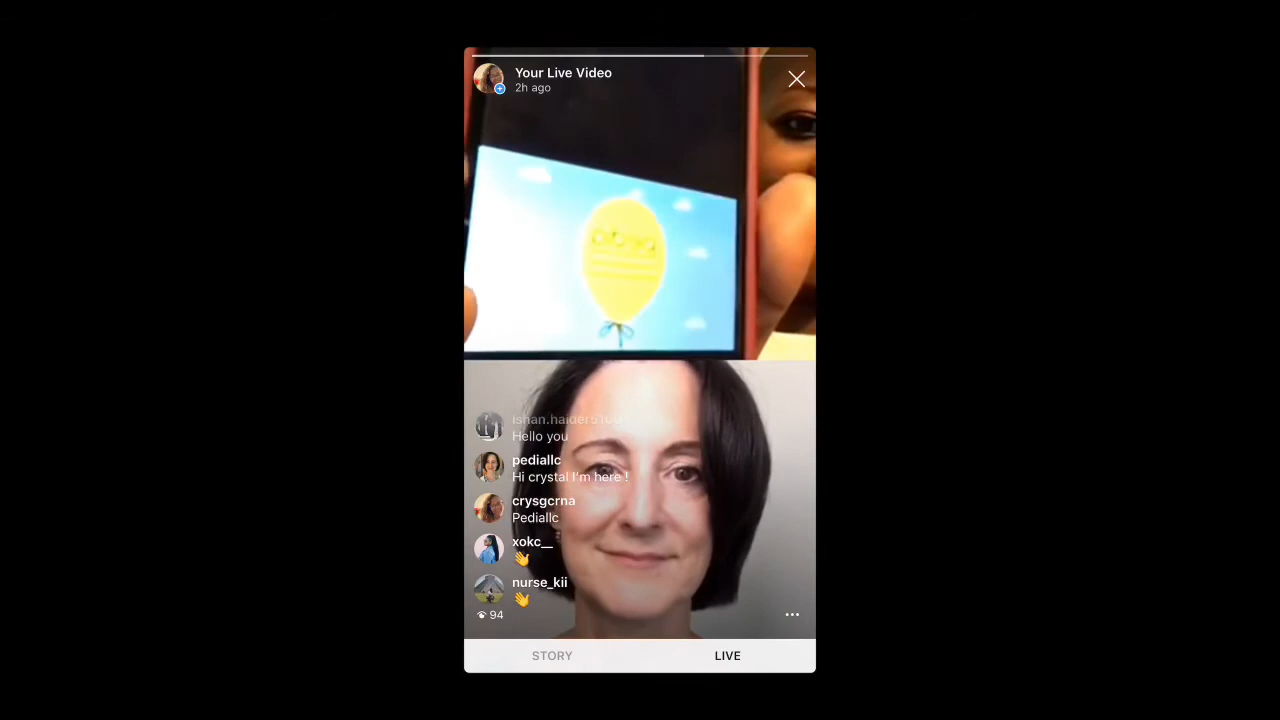 Your Live Video
2h ago
Hello you
pediallc
Hi crystal I'm here !
crysgcrna
Pediallc
xokc__
👋
nurse_kii
👋
94
STORY
LIVE